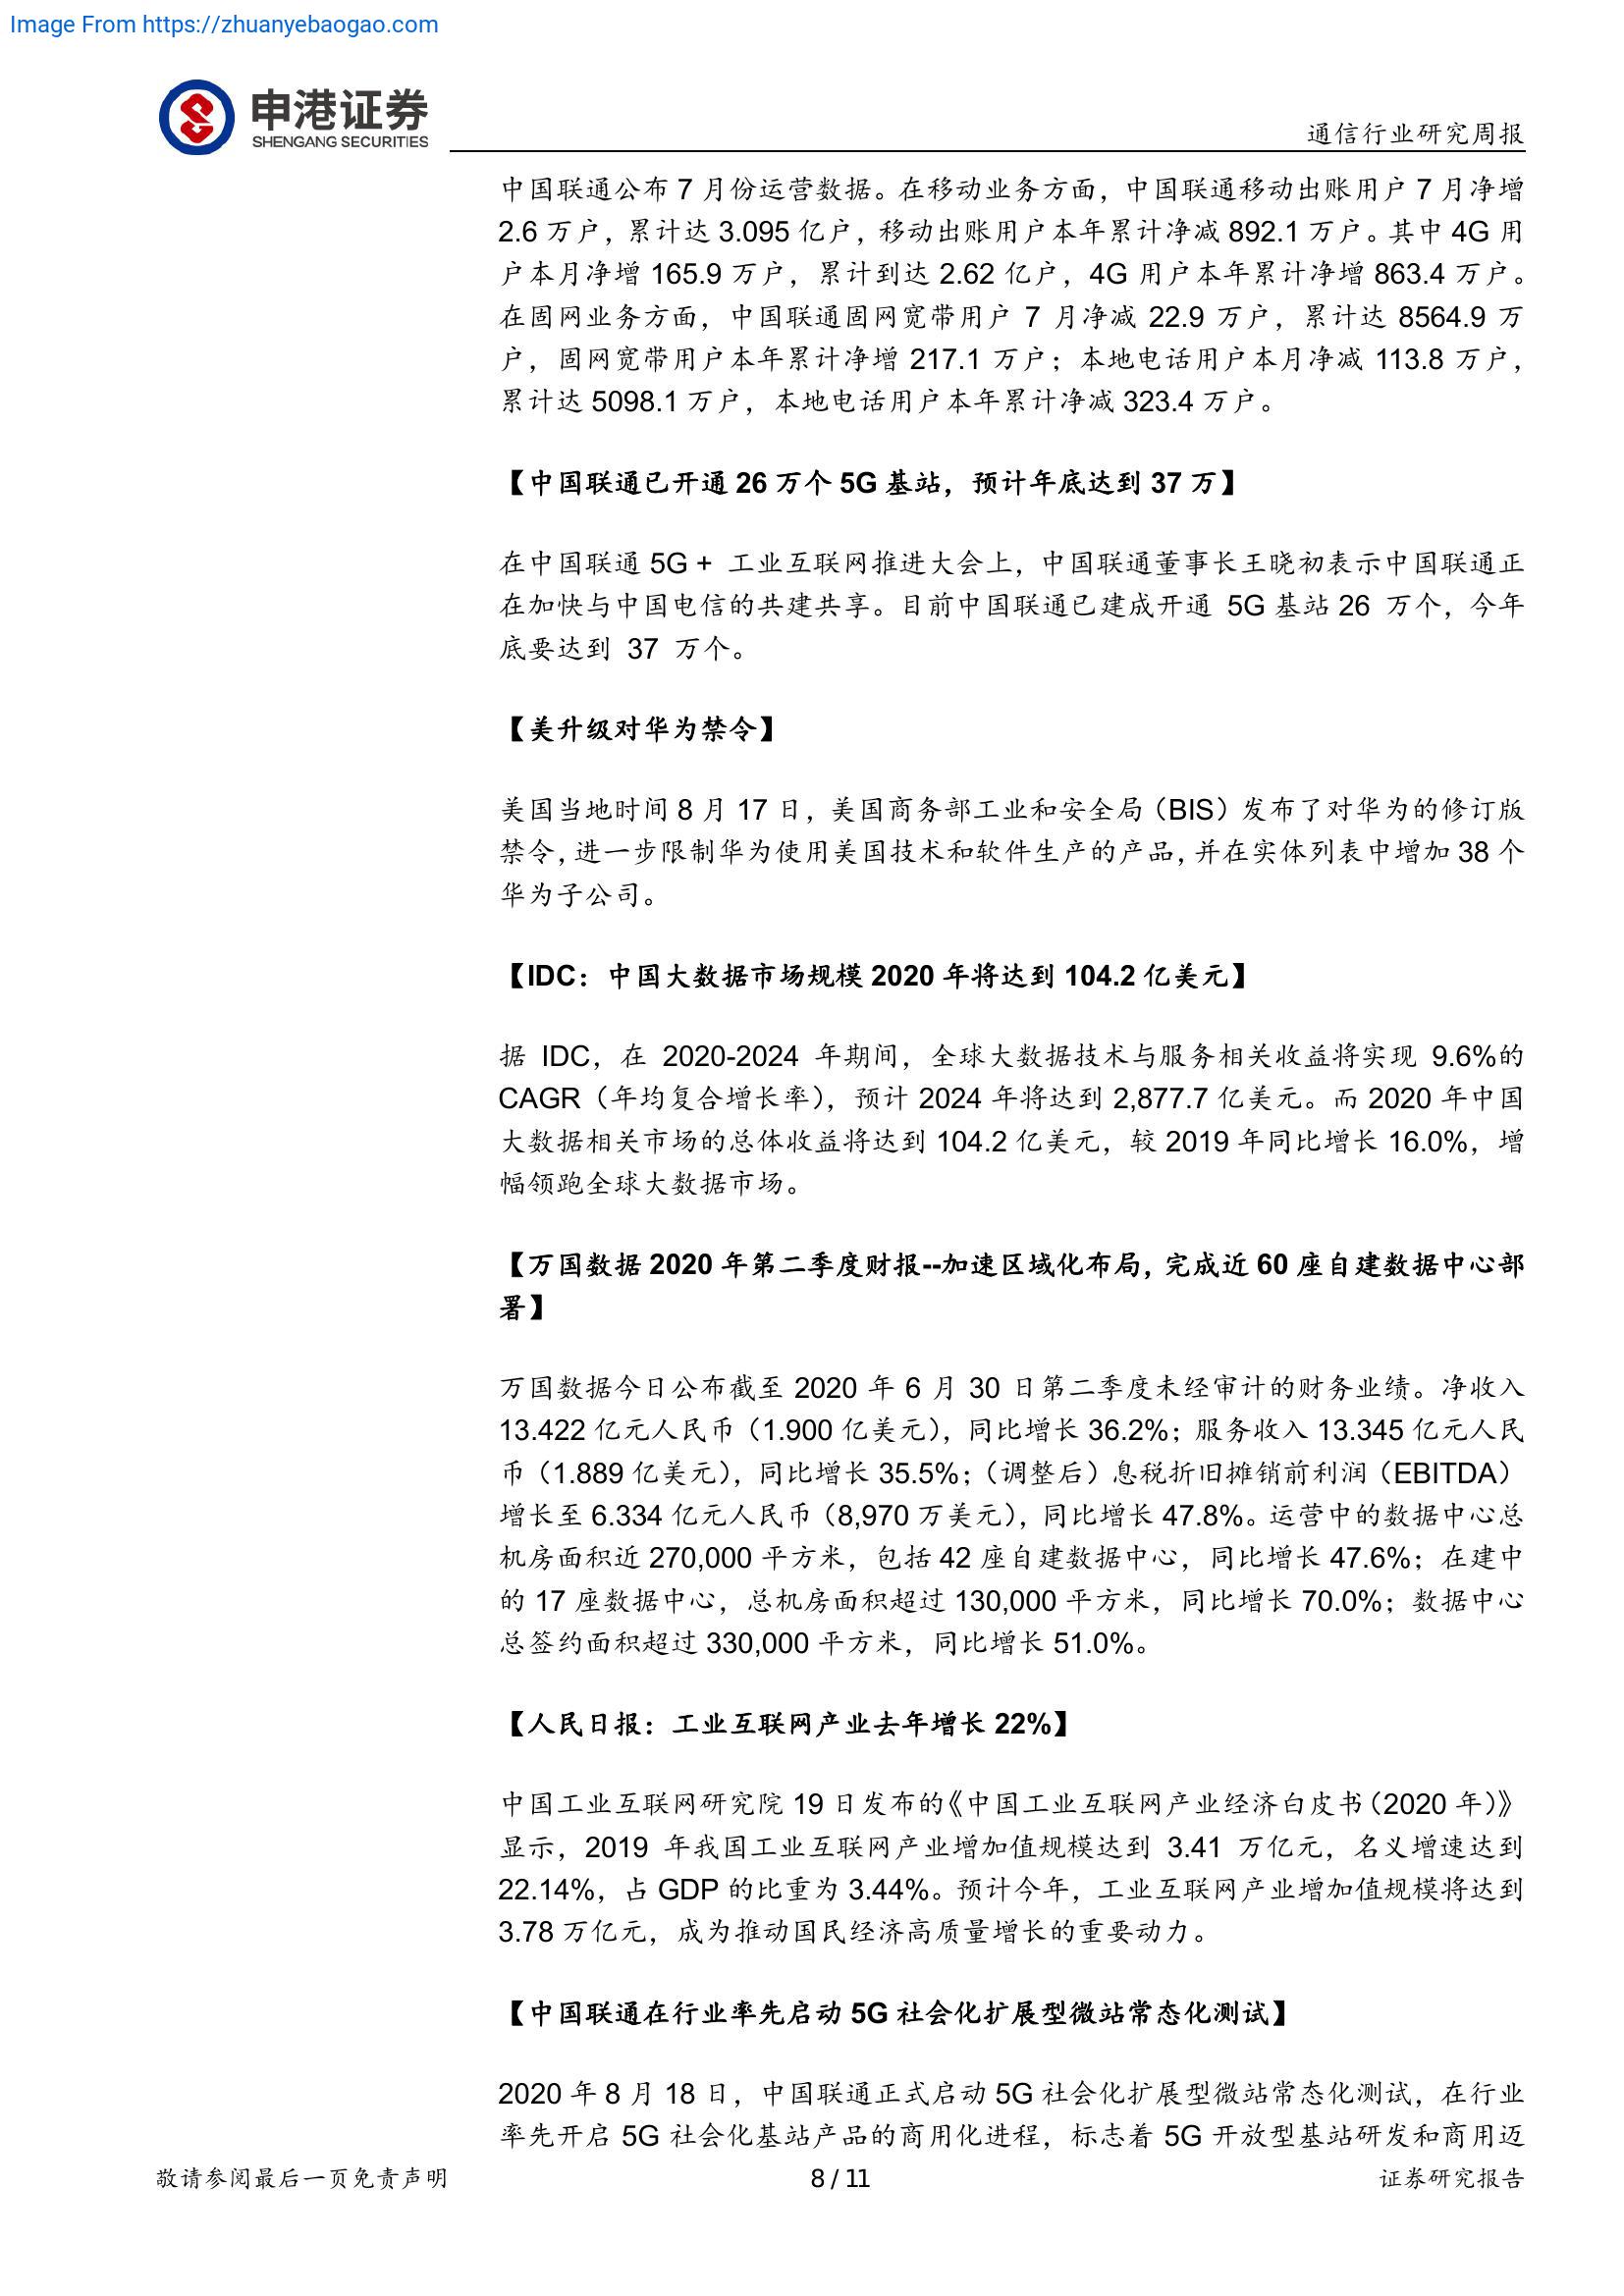 Image From https://zhuanyebaogao.com
申港证券
SHENGANG SECURITIES
通信行业研究周报
中国联通公布 7 月份运营数据。在移动业务方面，中国联通移动出账用户 7 月净增
2.6 万户，累计达 3.095 亿户，移动出账用户本年累计净减 892.1 万户。其中 4G 用
户本月净增 165.9 万户，累计到达 2.62 亿户，4G 用户本年累计净增 863.4 万户。
在固网业务方面，中国联通固网宽带用户 7 月净减 22.9 万户，累计达 8564.9 万
户，固网宽带用户本年累计净增 217.1 万户；本地电话用户本月净减 113.8 万户，
累计达 5098.1 万户，本地电话用户本年累计净减 323.4 万户。
【中国联通已开通 26 万个 5G 基站，预计年底达到 37 万】
在中国联通 5G + 工业互联网推进大会上，中国联通董事长王晓初表示中国联通正
在加快与中国电信的共建共享。目前中国联通已建成开通 5G 基站 26 万个，今年
底要达到 37 万个。
【美升级对华为禁令】
美国当地时间 8 月 17 日，美国商务部工业和安全局（BIS）发布了对华为的修订版
禁令，进一步限制华为使用美国技术和软件生产的产品，并在实体列表中增加 38 个
华为子公司。
【IDC：中国大数据市场规模 2020 年将达到 104.2 亿美元】
据 IDC，在 2020-2024 年期间，全球大数据技术与服务相关收益将实现 9.6%的
CAGR（年均复合增长率），预计 2024 年将达到 2,877.7 亿美元。而 2020 年中国
大数据相关市场的总体收益将达到 104.2 亿美元，较 2019 年同比增长 16.0%，增
幅领跑全球大数据市场。
【万国数据 2020 年第二季度财报--加速区域化布局，完成近 60 座自建数据中心部
署】
万国数据今日公布截至 2020 年 6 月 30 日第二季度未经审计的财务业绩。净收入
13.422 亿元人民币（1.900 亿美元），同比增长 36.2%；服务收入 13.345 亿元人民
币（1.889 亿美元），同比增长 35.5%；（调整后）息税折旧摊销前利润（EBITDA）
增长至 6.334 亿元人民币（8,970 万美元），同比增长 47.8%。运营中的数据中心总
机房面积近 270,000 平方米，包括 42 座自建数据中心，同比增长 47.6%；在建中
的 17 座数据中心，总机房面积超过 130,000 平方米，同比增长 70.0%；数据中心
总签约面积超过 330,000 平方米，同比增长 51.0%。
【人民日报：工业互联网产业去年增长 22%】
中国工业互联网研究院 19 日发布的《中国工业互联网产业经济白皮书（2020 年）》
显示，2019 年我国工业互联网产业增加值规模达到 3.41 万亿元，名义增速达到
22.14%，占 GDP 的比重为 3.44%。预计今年，工业互联网产业增加值规模将达到
3.78 万亿元，成为推动国民经济高质量增长的重要动力。
【中国联通在行业率先启动 5G 社会化扩展型微站常态化测试】
2020 年 8 月 18 日，中国联通正式启动 5G 社会化扩展型微站常态化测试，在行业
率先开启 5G 社会化基站产品的商用化进程，标志着 5G 开放型基站研发和商用迈
敬请参阅最后一页免责声明
8 / 11
证券研究报告